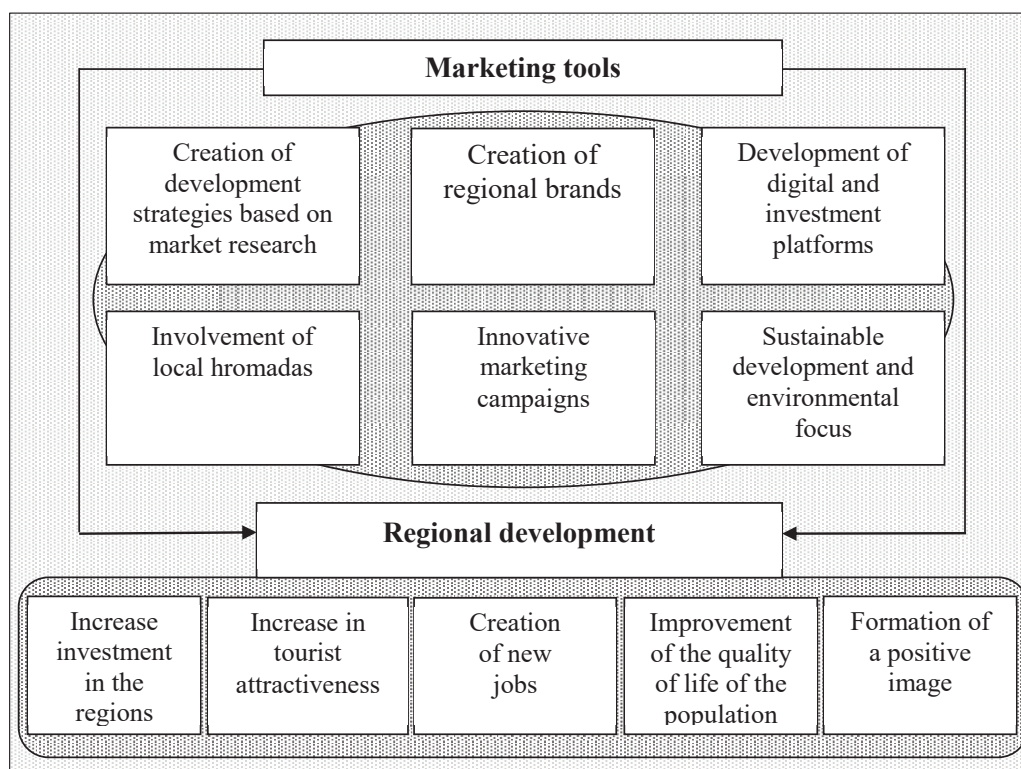 Marketing tools
Creation of
development
strategies based on
market research
Creation of
regional brands
Development of
digital and
investment
platforms
Involvement of
local hromadas
Innovative
marketing
campaigns
Sustainable
development and
environmental
focus
Regional development
Increase
investment
in the
regions
Increase in
tourist
attractiveness
Creation
of new
jobs
Improvement
of the quality
of life of the
population
Formation of
a positive
image